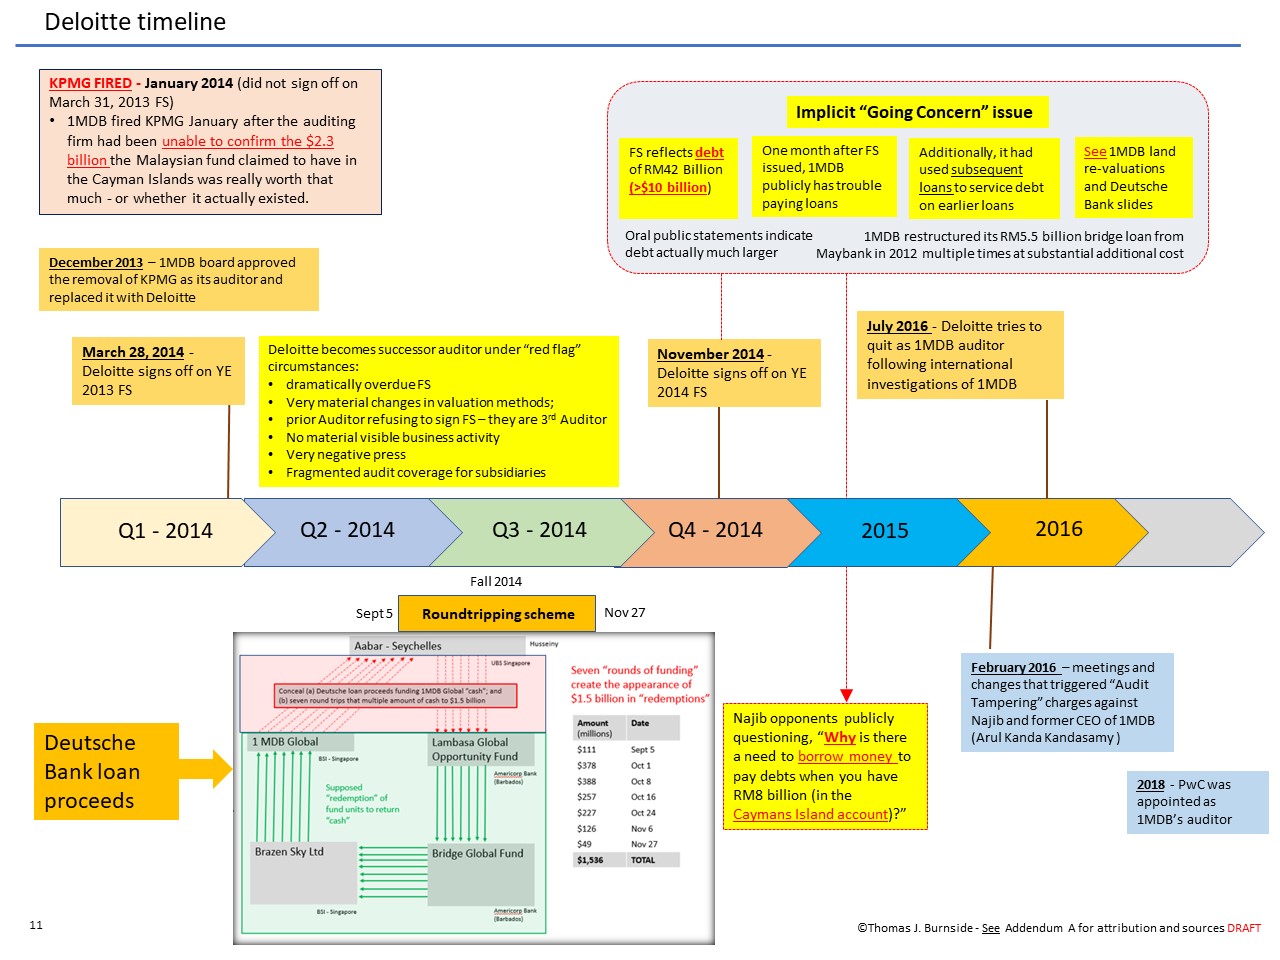 Deloitte timeline
KPMG FIRED - January 2014 (did not sign off on
March 31, 2013 FS)
• 1MDB fired KPMG January after the auditing
firm had been unable to confirm the $2.3
billion the Malaysian fund claimed to have in
the Cayman Islands was really worth that
much - or whether it actually existed.
December 2013 – 1MDB board approved
the removal of KPMG as its auditor and
replaced it with Deloitte
March 28, 2014 -
Deloitte signs off on YE
2013 FS
Deloitte becomes successor auditor under “red flag”
circumstances:
• dramatically overdue FS
• Very material changes in valuation methods;
• prior Auditor refusing to sign FS – they are 3rd Auditor
• No material visible business activity
• Very negative press
• Fragmented audit coverage for subsidiaries
Implicit “Going Concern” issue
FS reflects debt
of RM42 Billion
(>$10 billion)
One month after FS
issued, 1MDB
publicly has trouble
paying loans
Additionally, it had
used subsequent
loans to service debt
on earlier loans
See 1MDB land
re-valuations
and Deutsche
Bank slides
Oral public statements indicate
debt actually much larger
1MDB restructured its RM5.5 billion bridge loan from
Maybank in 2012 multiple times at substantial additional cost
November 2014 -
Deloitte signs off on YE
2014 FS
July 2016 - Deloitte tries to
quit as 1MDB auditor
following international
investigations of 1MDB
Q1 - 2014
Q2 - 2014
Q3 - 2014
Q4 - 2014
2015
2016
Fall 2014
Sept 5
Roundtripping scheme
Nov 27
Aabar - Seychelles
Husseiny
UBS Singapore
Conceal (a) Deutsche loan proceeds funding 1MDB Global “cash”; and
(b) seven round trips that multiple amount of cash to $1.5 billion
1 MDB Global
BSI - Singapore
Lambasa Global
Opportunity Fund
Americorp Bank
(Barbados)
Supposed
“redemption” of
fund units to return
“cash”
Brazen Sky Ltd
BSI - Singapore
Bridge Global Fund
Americorp Bank
(Barbados)
Seven “rounds of funding”
create the appearance of
$1.5 billion in “redemptions”
Amount Date
(millions)
$111 Sept 5
$378 Oct 1
$388 Oct 8
$257 Oct 16
$227 Oct 24
$126 Nov 6
$49 Nov 27
$1,536 TOTAL
Deutsche
Bank loan
proceeds
Najib opponents publicly
questioning, “Why is there
a need to borrow money to
pay debts when you have
RM8 billion (in the
Caymans Island account)?”
February 2016 – meetings and
changes that triggered “Audit
Tampering” charges against
Najib and former CEO of 1MDB
(Arul Kanda Kandasamy )
2018 - PwC was
appointed as
1MDB’s auditor
11
©Thomas J. Burnside - See Addendum A for attribution and sources DRAFT